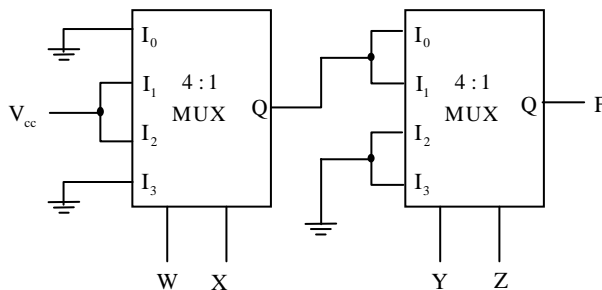 I0 I0
I1 4 : 1 I1 4 : 1
Vcc MUX Q MUX Q F
I2 I2
I3 I3
W X Y Z